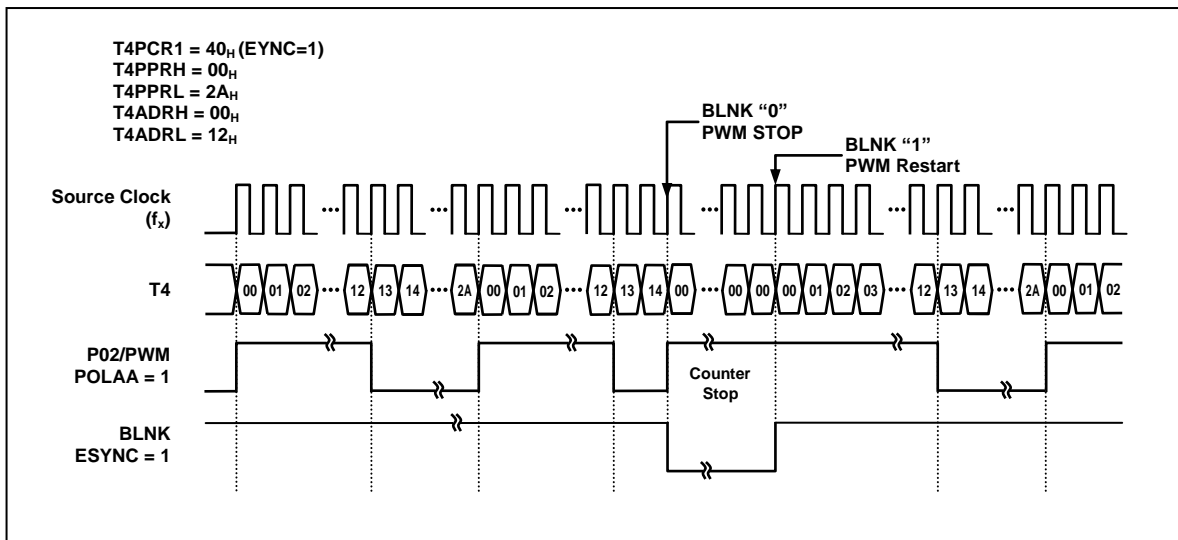 T4PCR1 = 40H (EYNC=1)
T4PPRH = 00H
T4PPRL = 2AH
T4ADRH = 00H
T4ADRL = 12H
BLNK “0”
PWM STOP
BLNK “1”
PWM Restart
Source Clock
(fx)
T4
00 01 02 ••• 12 13 14 ••• 2A 00 01 02 ••• 12 13 14 00 ••• 00 00 00 01 02 03 ••• 12 13 14 ••• 2A 00 01 02
P02/PWM
POLAA = 1
Counter
Stop
BLNK
ESYNC = 1